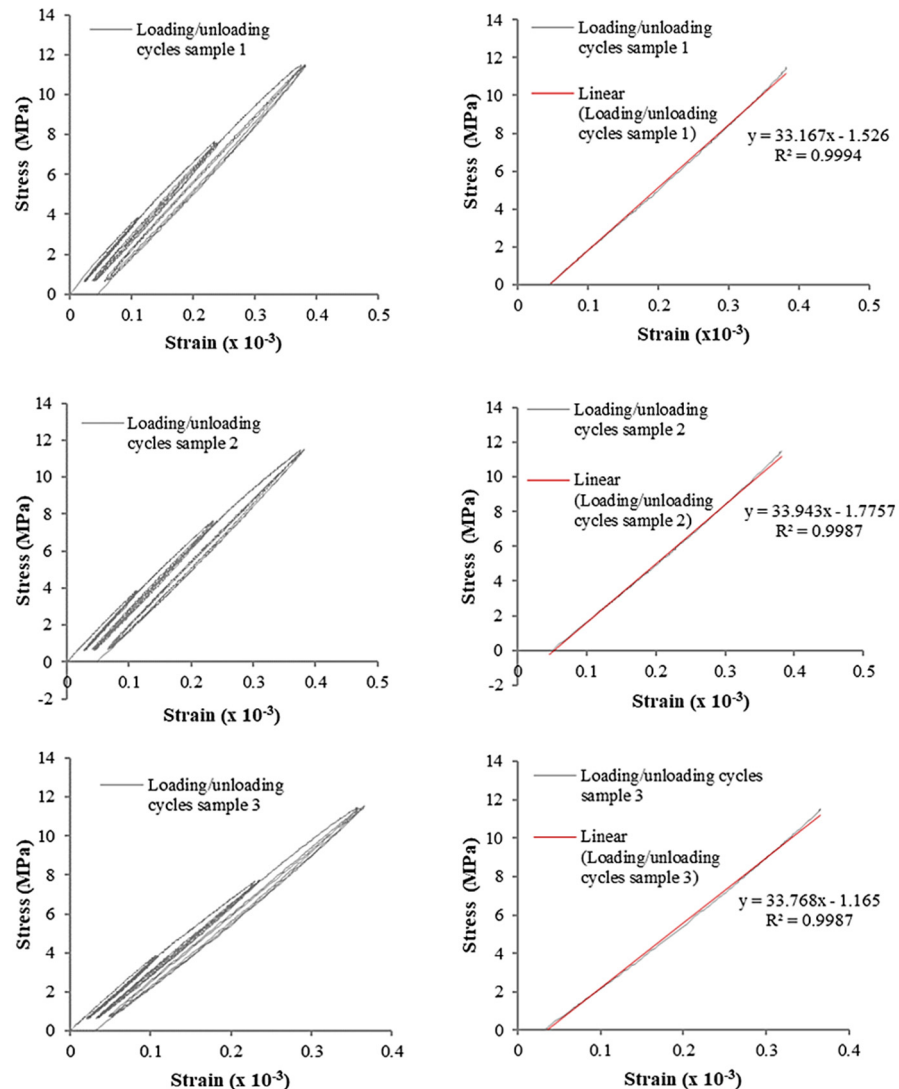 14
12
10
8
6
4
2
0
Stress (MPa)
Loading/unloading
cycles sample 1
0 0.1 0.2 0.3 0.4 0.5
Strain (x 10-3)
14
12
10
8
6
4
2
0
Stress (MPa)
Loading/unloading
cycles sample 1
Linear
(Loading/unloading
cycles sample 1)
y = 33.167x - 1.526
R² = 0.9994
0 0.1 0.2 0.3 0.4 0.5
Strain (x10-3)
14
12
10
8
6
4
2
0
-2
Stress (MPa)
Loading/unloading
cycles sample 2
0 0.1 0.2 0.3 0.4 0.5
Strain (x 10-3)
14
12
10
8
6
4
2
0
-2
Stress (MPa)
Loading/unloading
cycles sample 2
Linear
(Loading/unloading
cycles sample 2)
y = 33.943x - 1.7757
R² = 0.9987
0 0.1 0.2 0.3 0.4 0.5
Strain (x 10-3)
14
12
10
8
6
4
2
0
Stress (MPa)
Loading/unloading
cycles sample 3
0 0.1 0.2 0.3 0.4
Strain (x 10-3)
14
12
10
8
6
4
2
0
Stress (MPa)
Loading/unloading cycles
sample 3
Linear
(Loading/unloading
cycles sample 3)
y = 33.768x - 1.165
R² = 0.9987
0 0.1 0.2 0.3 0.4
Strain (x 10-3)